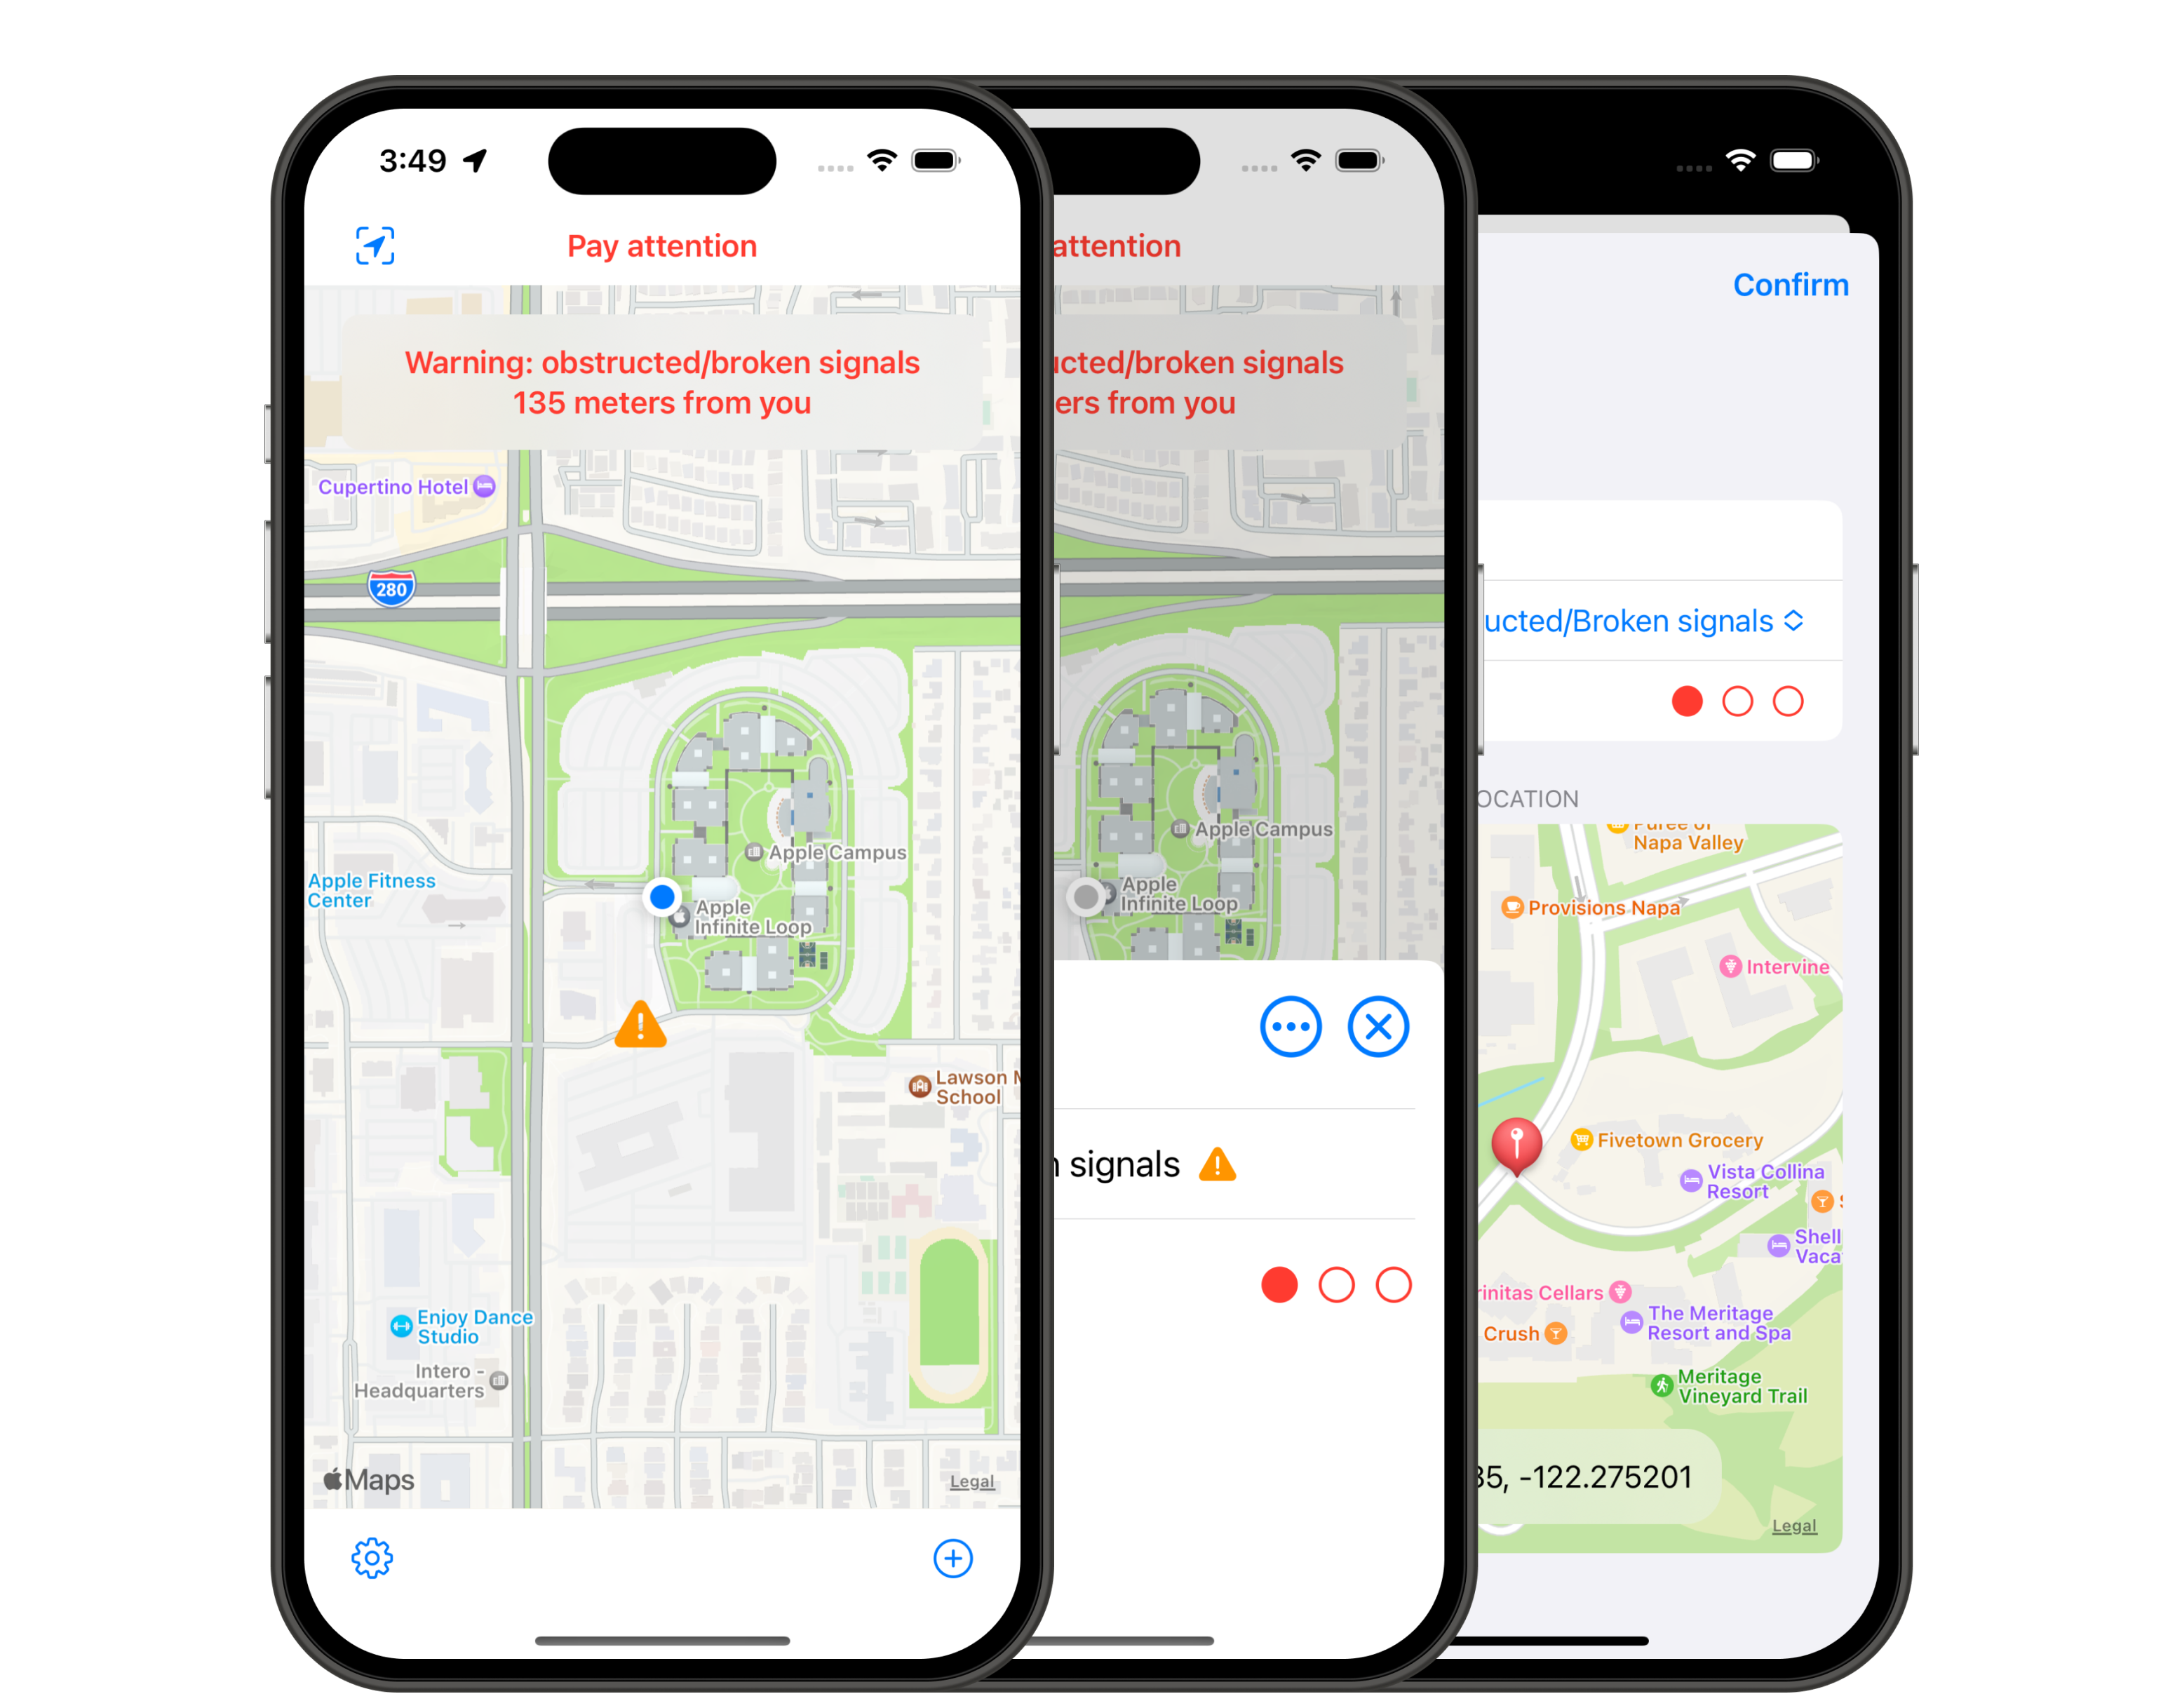 3:49
Pay attention
Warning: obstructed/broken signals
135 meters from you
Cupertino Hotel
280
Apple Campus
Apple Fitness
Center
Apple
Infinite Loop
Lawson M
School
Enjoy Dance
Studio
Intero -
Headquarters
Maps
Legal
attention
ucted/broken signals
ers from you
Apple Campus
Apple
Infinite Loop
signals
Confirm
ucted/Broken signals
OCATION
Puree of
Napa Valley
Provisions Napa
Intervine
Fivetown Grocery
Vista Collina
Resort
Shell
Vaca
rinitas Cellars
The Meritage
Resort and Spa
Crush
Meritage
Vineyard Trail
35, -122.275201
Legal